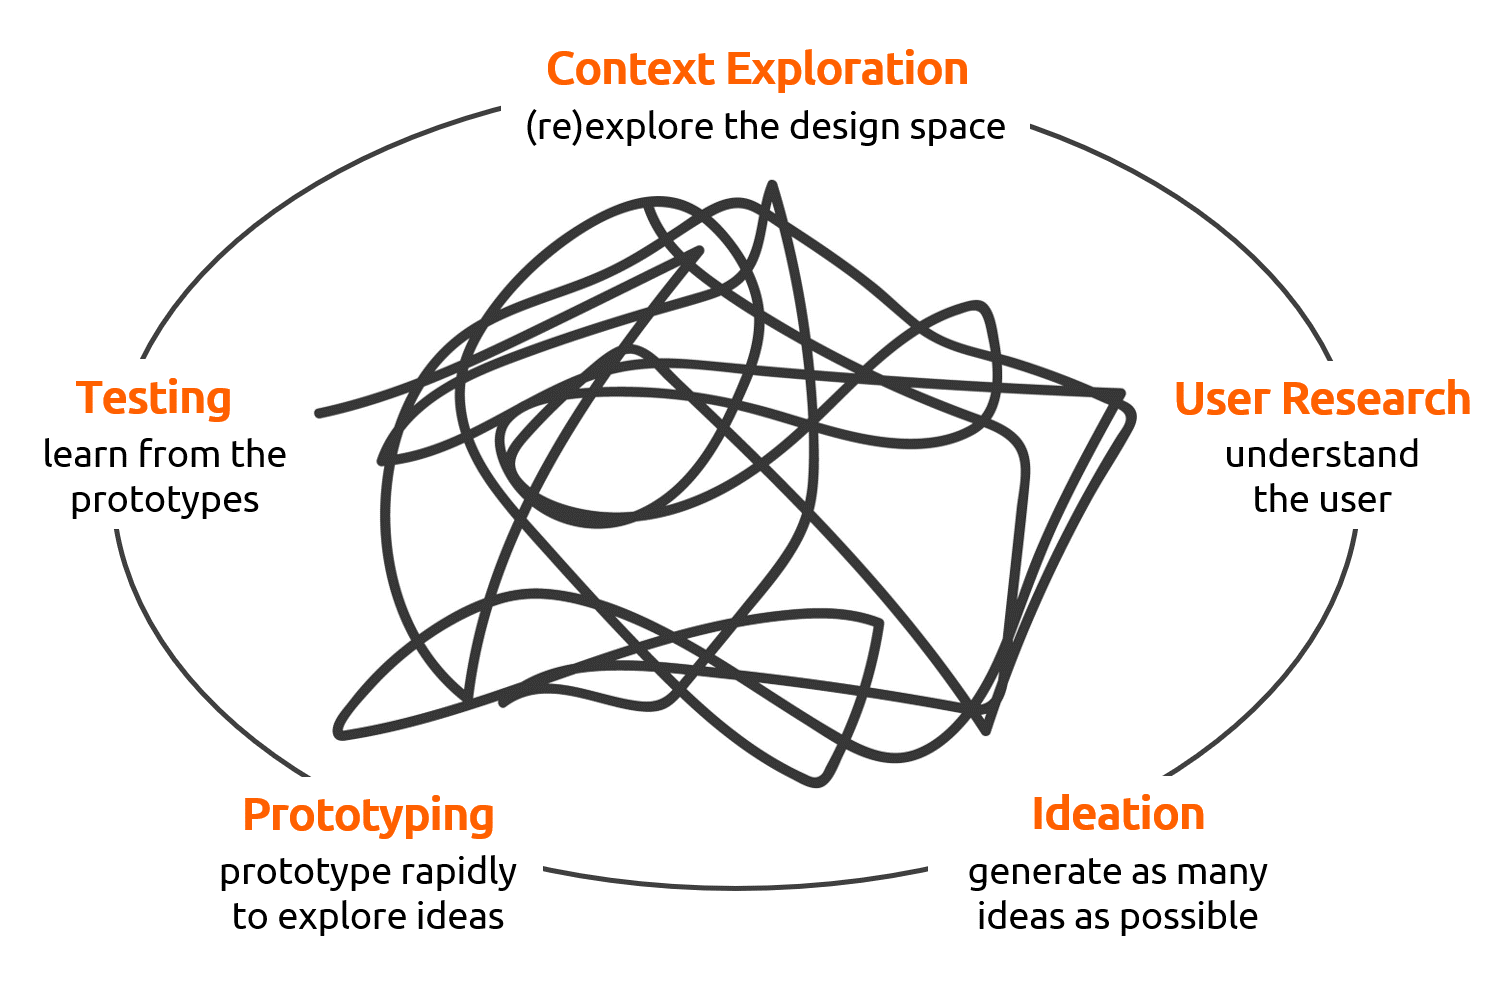 Context Exploration
(re)explore the design space
Testing
learn from the
prototypes
User Research
understand
the user
Prototyping
prototype rapidly
to explore ideas
Ideation
generate as many
ideas as possible